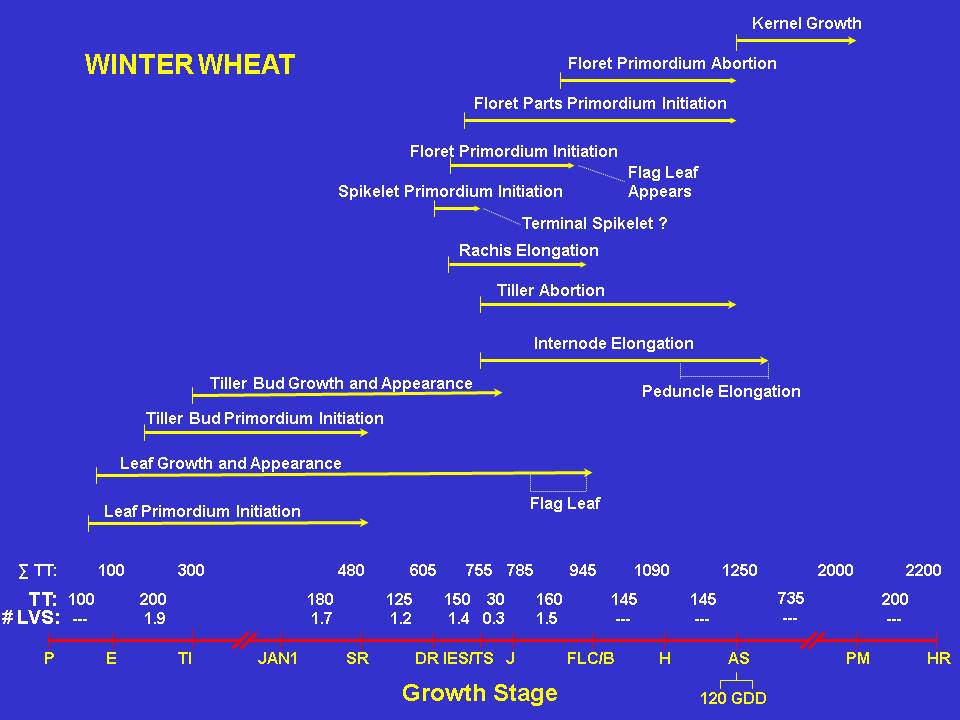 Kernel Growth
WINTER WHEAT
Floret Primordium Abortion
Floret Parts Primordium Initiation
Floret Primordium Initiation
Flag Leaf
Appears
Spikelet Primordium Initiation
Terminal Spikelet ?
Rachis Elongation
Tiller Abortion
Internode Elongation
Tiller Bud Growth and Appearance
Peduncle Elongation
Tiller Bud Primordium Initiation
Leaf Growth and Appearance
Flag Leaf
Leaf Primordium Initiation
∑ TT: 100 300 480 605 755 785 945 1090 1250 2000 2200
TT: 100 200 180 125 150 30 160 145 145 735 200
# LVS: --- 1.9 1.7 1.2 1.4 0.3 1.5 --- --- --- ---
P E TI JAN1 SR DR IES/TS J FLC/B H AS PM HR
Growth Stage
120 GDD